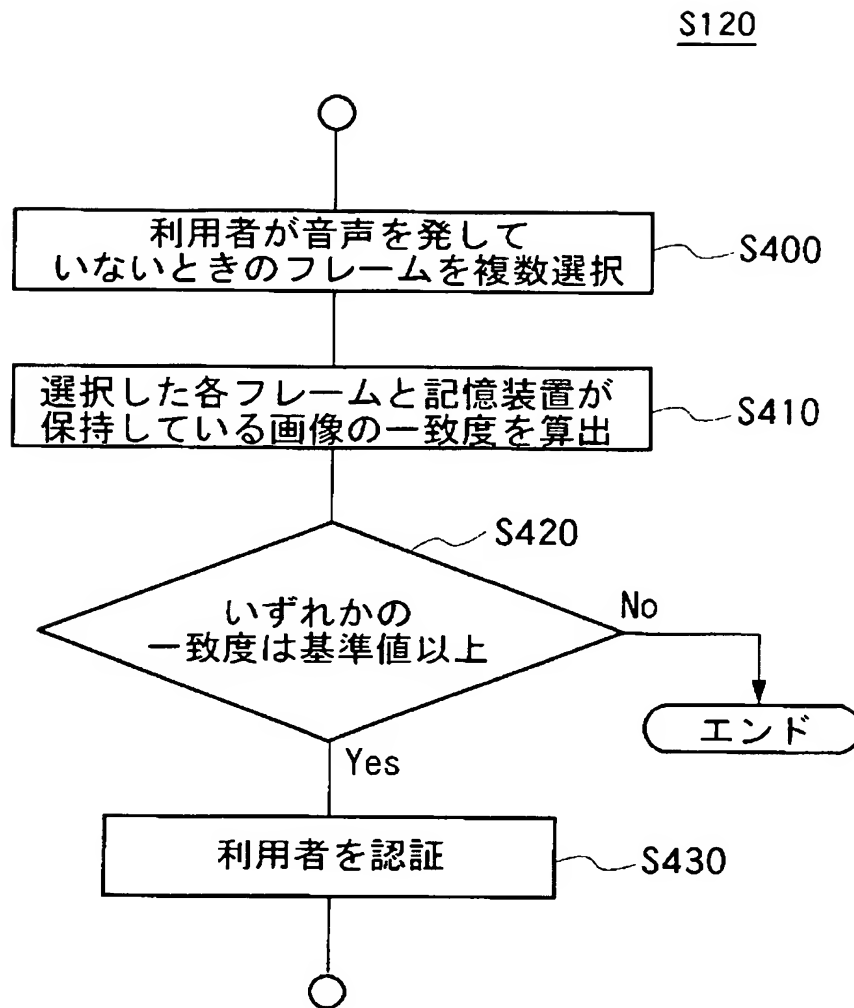 S120
利用者が音声を発して
いないときのフレームを複数選択
S400
選択した各フレームと記憶装置が
保持している画像の一致度を算出
S410
S420
いずれかの
一致度は基準値以上
No
エンド
Yes
利用者を認証
S430